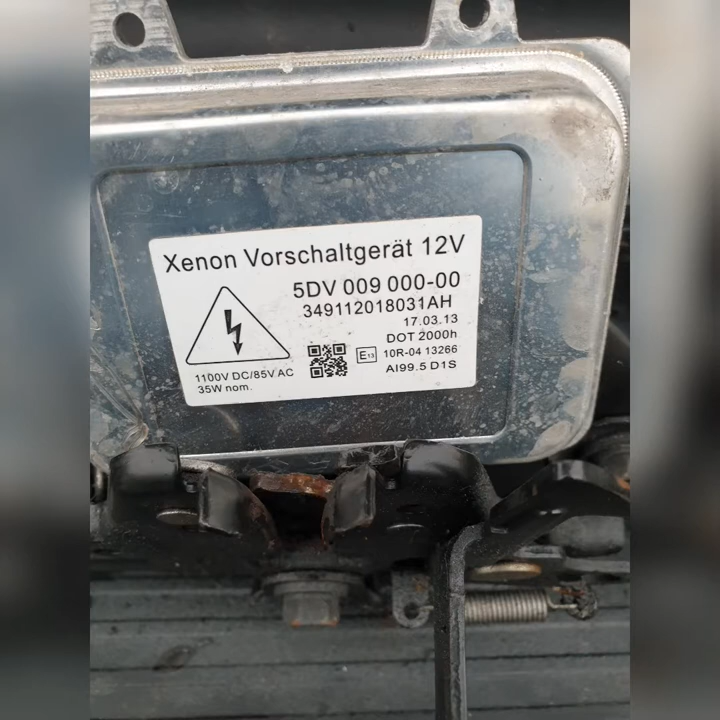 Xenon Vorschaltgerät 12V
5DV 009 000-00
349112018031AH
17.03.13
DOT 2000h
E13 10R-04 13266
1100V DC/85V AC
AI99.5 D1S
35W nom.